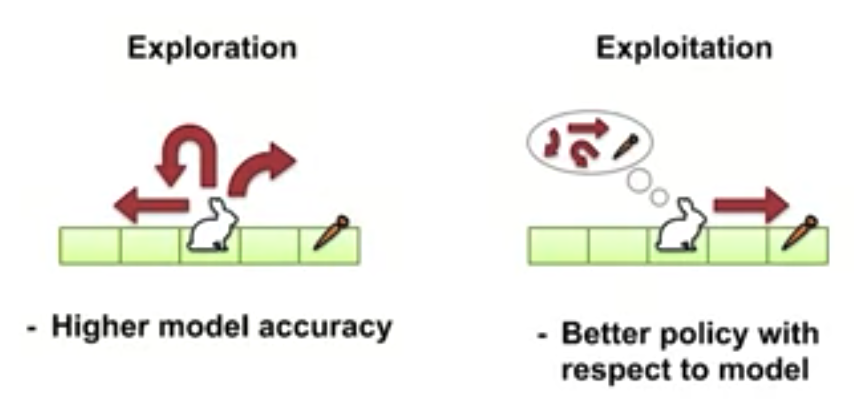 Exploration
Exploitation
- Higher model accuracy
- Better policy with
respect to model